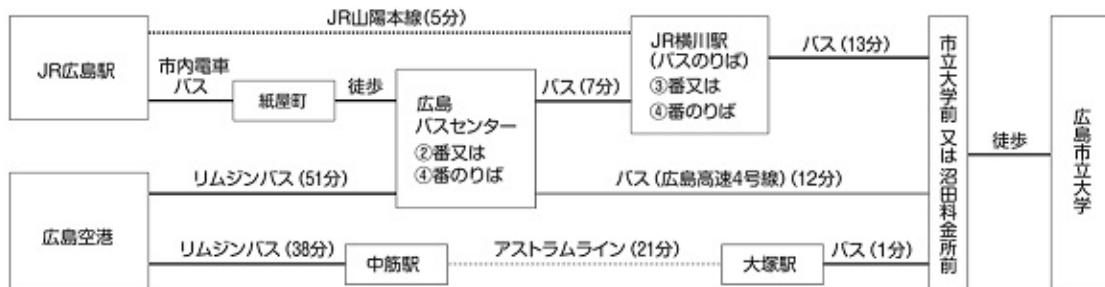 JR山陽本線(5分)
JR広島駅
市内電車
バス
紙屋町
徒歩
広島
バスセンター
②番又は
④番のりば
バス(7分)
JR横川駅
(バスのりば)
③番又は
④番のりば
バス(13分)
リムジンバス(51分)
バス(広島高速4号線)(12分)
広島空港
リムジンバス(38分)
中筋駅
アストラムライン(21分)
大塚駅
バス(1分)
市立大学前 又は 沼田料金所前
徒歩
広島市立大学